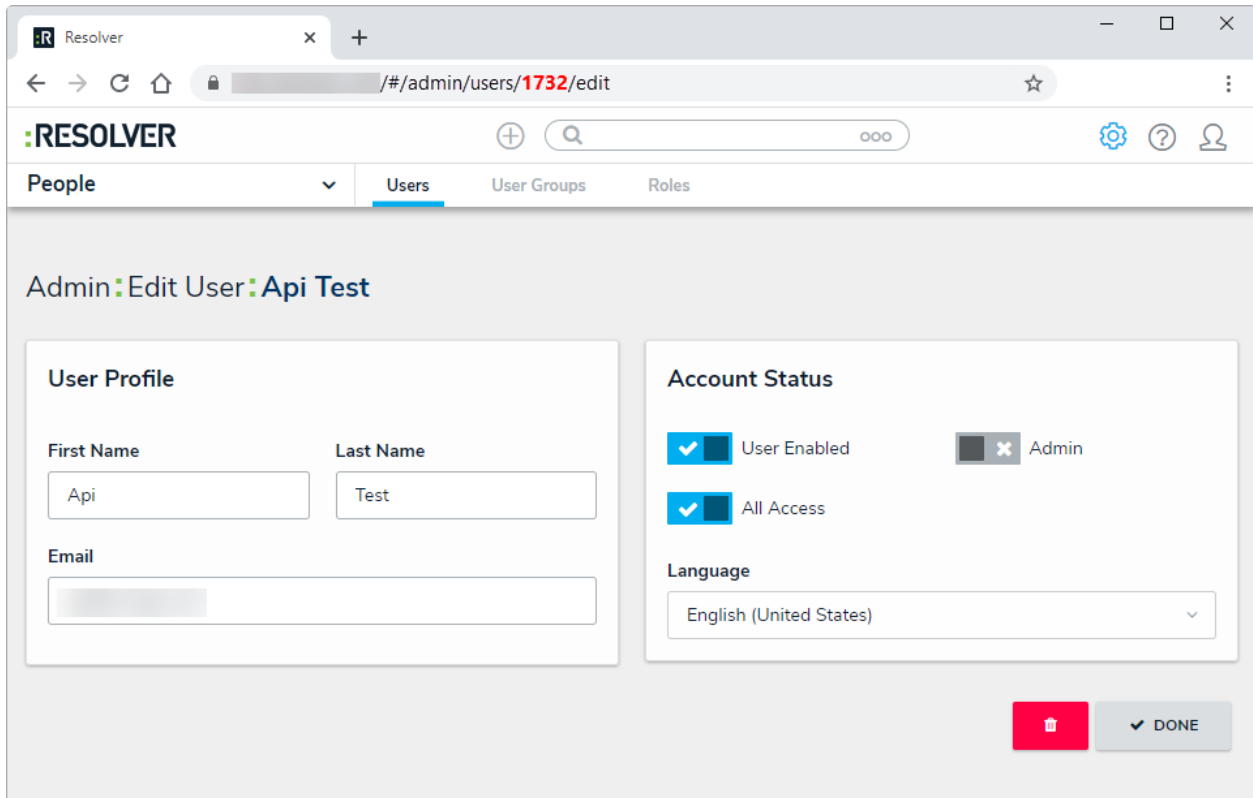 :R Resolver
/#/admin/users/1732/edit
:RESOLVER
People
Users
User Groups
Roles
Admin:Edit User:Api Test
User Profile
First Name
Last Name
Api
Test
Email
Account Status
User Enabled
Admin
All Access
Language
English (United States)
DONE